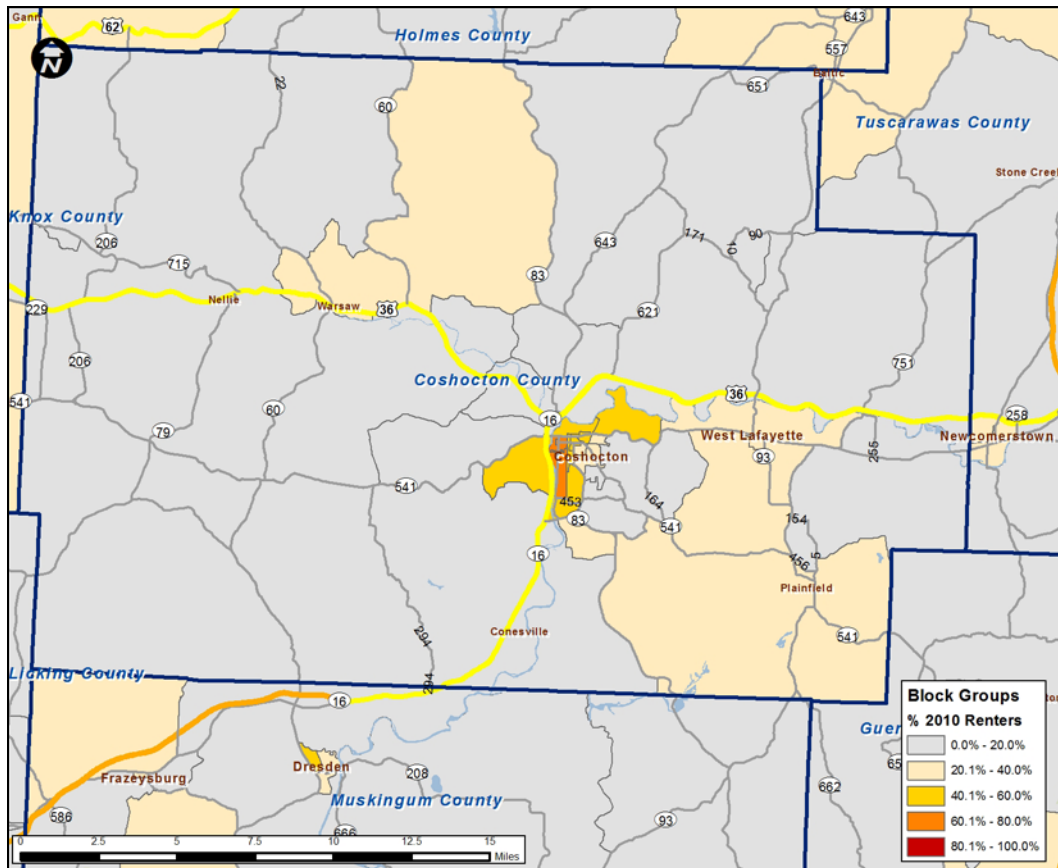 Gann
62
Holmes County
643
557
Baltic
N
22
60
651
Tuscarawas County
Stone Creek
Knox County
206
715
643
171
10
90
83
Nellie
Warsaw
36
229
621
206
Coshocton County
751
541
60
16
36
258
79
West Lafayette
Newcomerstown
Coshocton
93
255
541
453
164
83
541
154
16
456
5
Plainfield
Conesville
294
541
Licking County
294
16
Block Groups
% 2010 Renters
0.0% - 20.0%
20.1% - 40.0%
40.1% - 60.0%
60.1% - 80.0%
80.1% - 100.0%
Dresden
Frazeysburg
208
662
Muskingum County
586
93
666
0 2.5 5 7.5 10 12.5 15
Miles